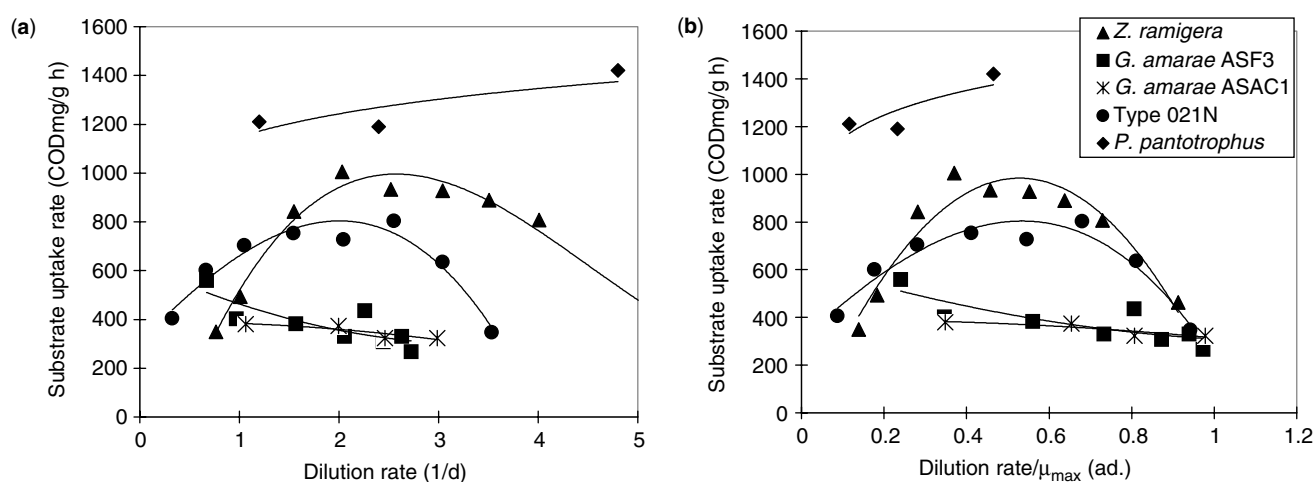 (a)
Substrate uptake rate (CODmg/g h)
1600
1400
1200
1000
800
600
400
200
0
0 1 2 3 4 5
Dilution rate (1/d)
(b)
Substrate uptake rate (CODmg/g h)
1600
1400
1200
1000
800
600
400
200
0
0 0.2 0.4 0.6 0.8 1 1.2
Dilution rate/μmax (ad.)
Z. ramigera
G. amarae ASF3
G. amarae ASAC1
Type 021N
P. pantotrophus